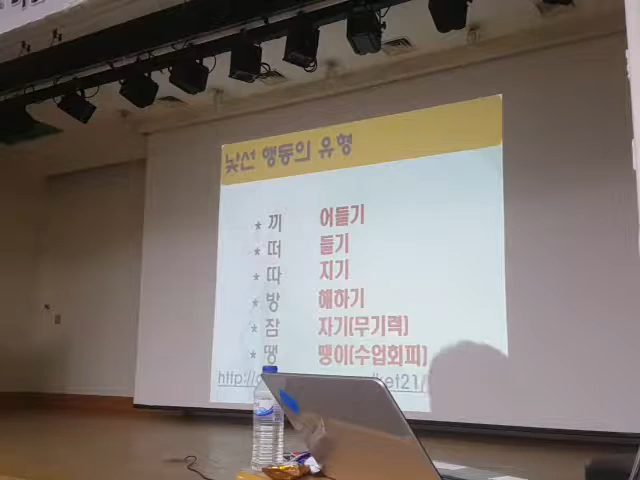 낯선 행동의 유형
* 끼 어들기
* 떠 들기
* 따 지기
* 방 해하기
* 잠 자기(무기력)
* 땡 땡이(수업회피)
http://
ket21/